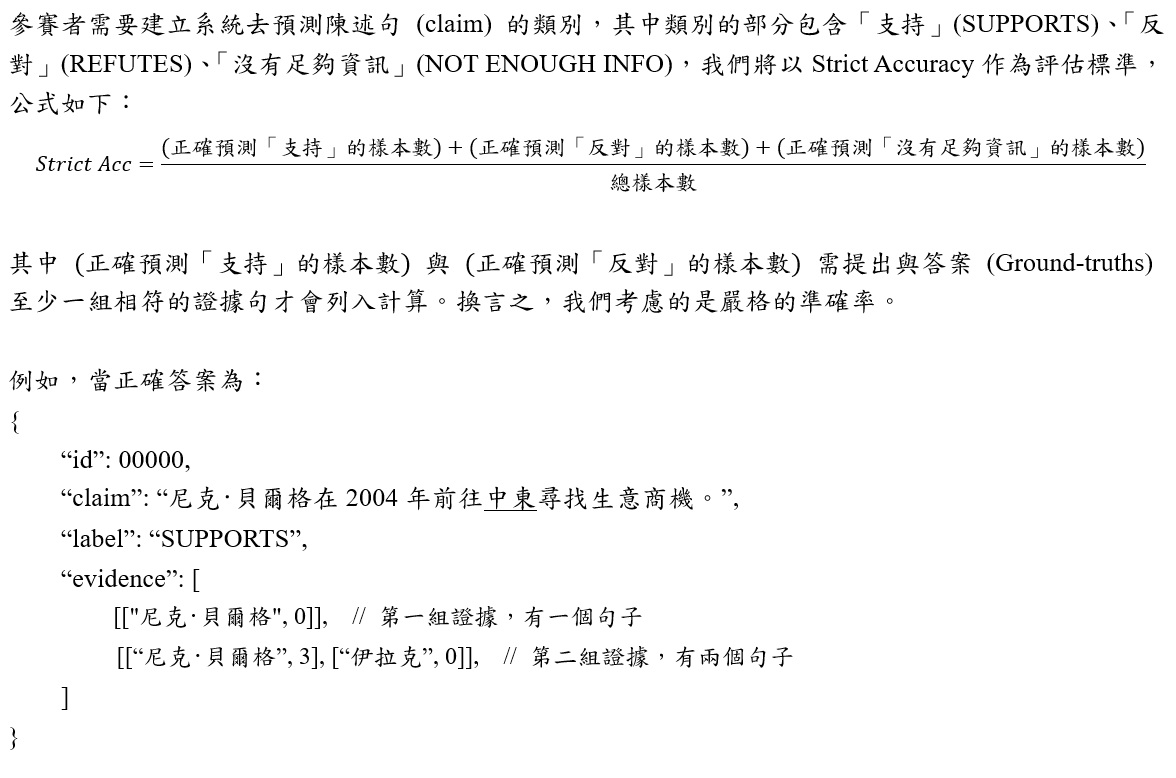 參賽者需要建立系統去預測陳述句 (claim) 的類別，其中類別的部分包含「支持」(SUPPORTS)、「反
對」(REFUTES)、「沒有足夠資訊」(NOT ENOUGH INFO)，我們將以 Strict Accuracy 作為評估標準，
公式如下：
Strict Acc = (正確預測「支持」的樣本數) + (正確預測「反對」的樣本數) + (正確預測「沒有足夠資訊」的樣本數)
總樣本數
其中 (正確預測「支持」的樣本數) 與 (正確預測「反對」的樣本數) 需提出與答案 (Ground-truths)
至少一組相符的證據句才會列入計算。換言之，我們考慮的是嚴格的準確率。
例如，當正確答案為：
{
“id”: 00000,
“claim”: “尼克·貝爾格在 2004 年前往中東尋找生意商機。”,
“label”: “SUPPORTS”,
“evidence”: [
[["尼克·貝爾格", 0]], // 第一組證據，有一個句子
[[“尼克·貝爾格”, 3], [“伊拉克”, 0]], // 第二組證據，有兩個句子
]
}